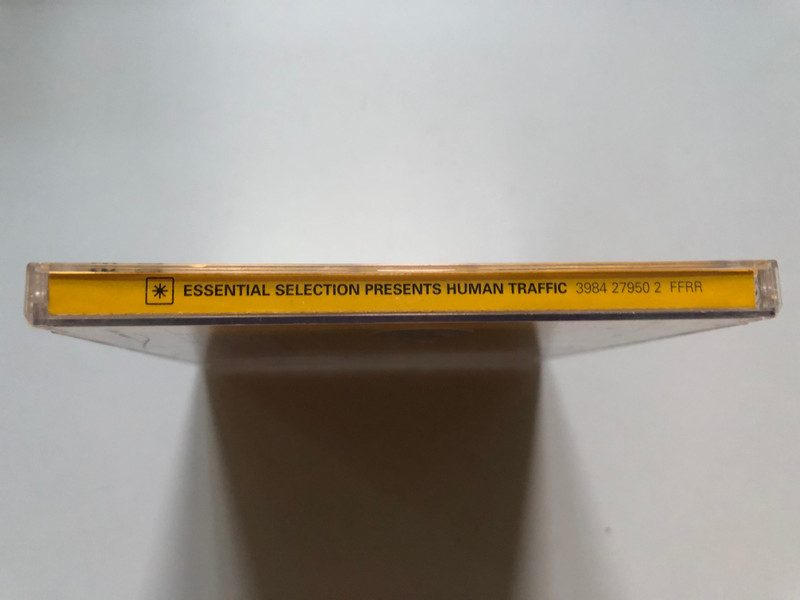 ESSENTIAL SELECTION PRESENTS HUMAN TRAFFIC 3984 27950 2 FFRR